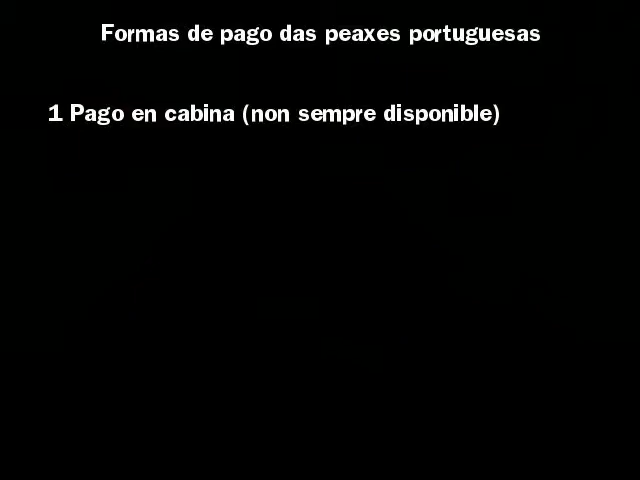 Formas de pago das peaxes portuguesas
1 Pago en cabina (non sempre disponible)